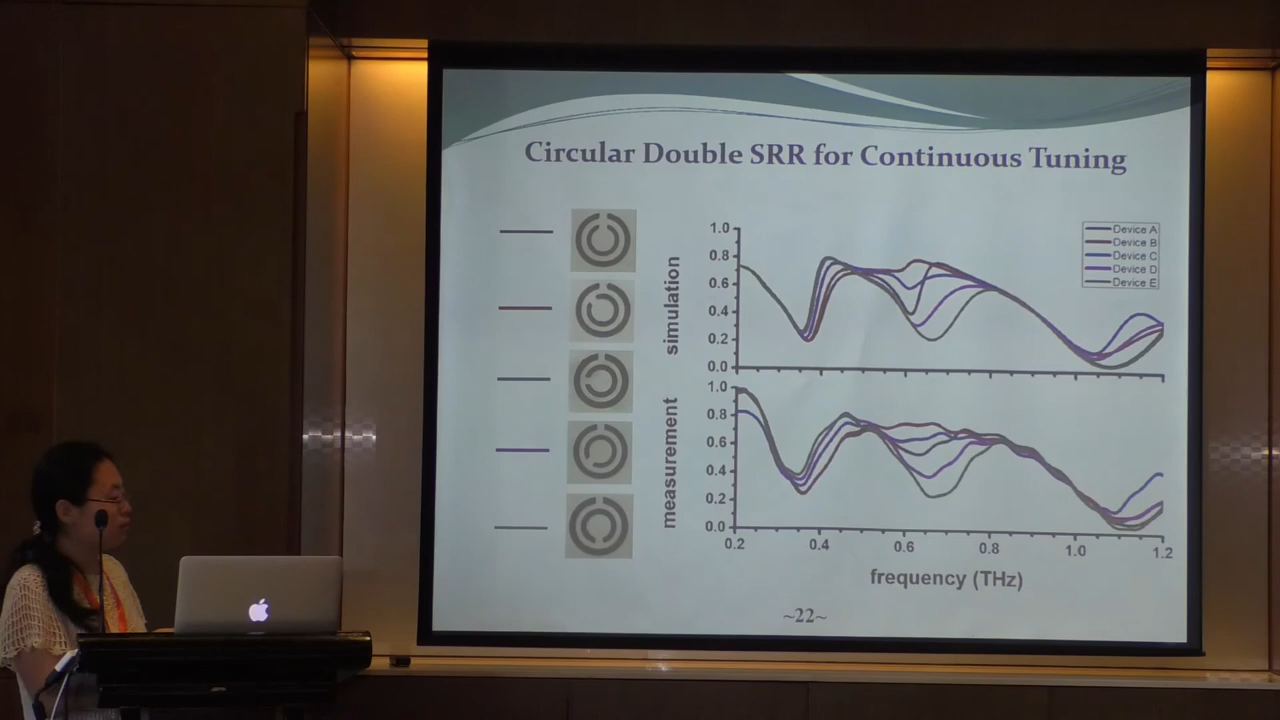 Circular Double SRR for Continuous Tuning
simulation
1.0
0.8
0.6
0.4
0.2
0.0
Device A
Device B
Device C
Device D
Device E
measurement
1.0
0.8
0.6
0.4
0.2
0.0
0.2 0.4 0.6 0.8 1.0 1.2
frequency (THz)
~22~